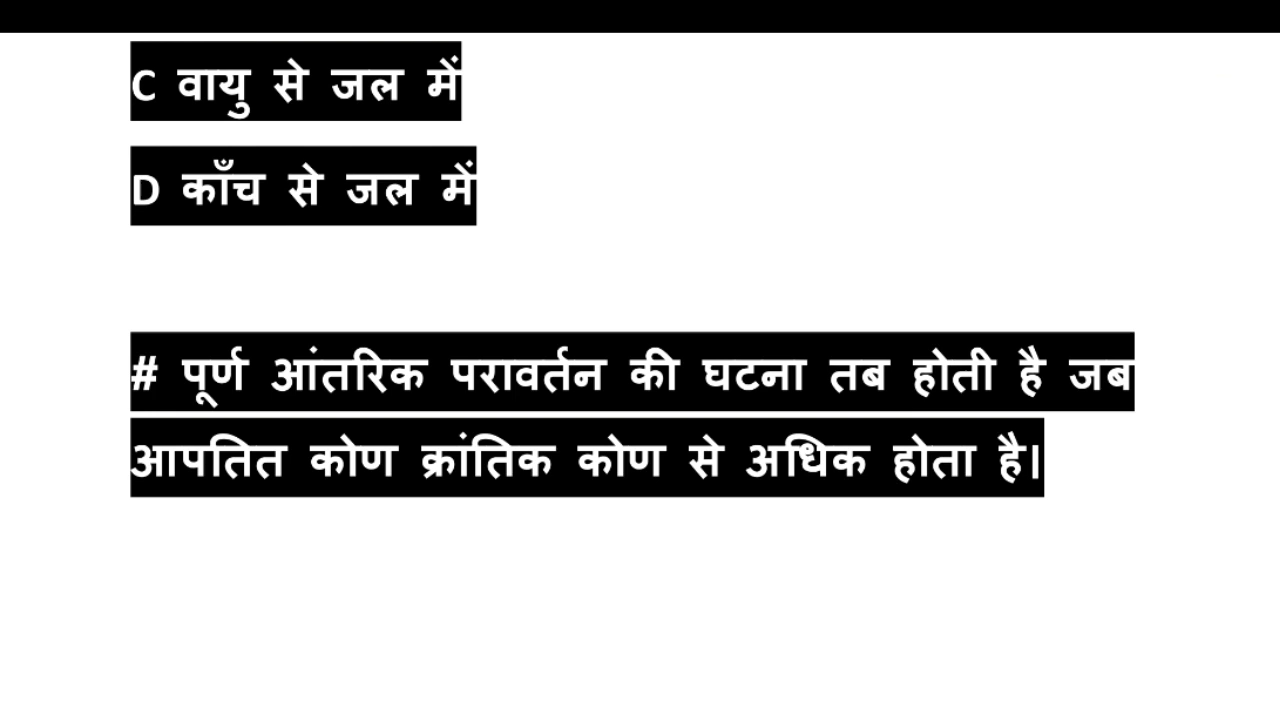 C वायु से जल में
D काँच से जल में
# पूर्ण आंतरिक परावर्तन की घटना तब होती है जब
आपतित कोण क्रांतिक कोण से अधिक होता है।